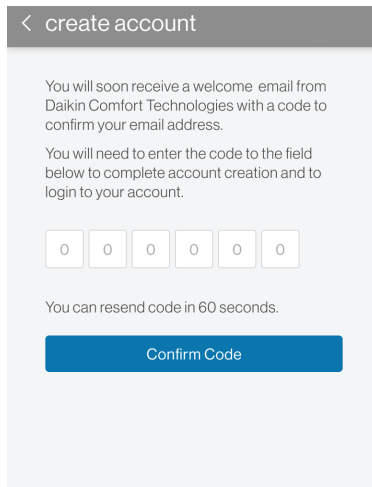 create account
You will soon receive a welcome email from
Daikin Comfort Technologies with a code to
confirm your email address.
You will need to enter the code to the field
below to complete account creation and to
login to your account.
0 0 0 0 0 0
You can resend code in 60 seconds.
Confirm Code